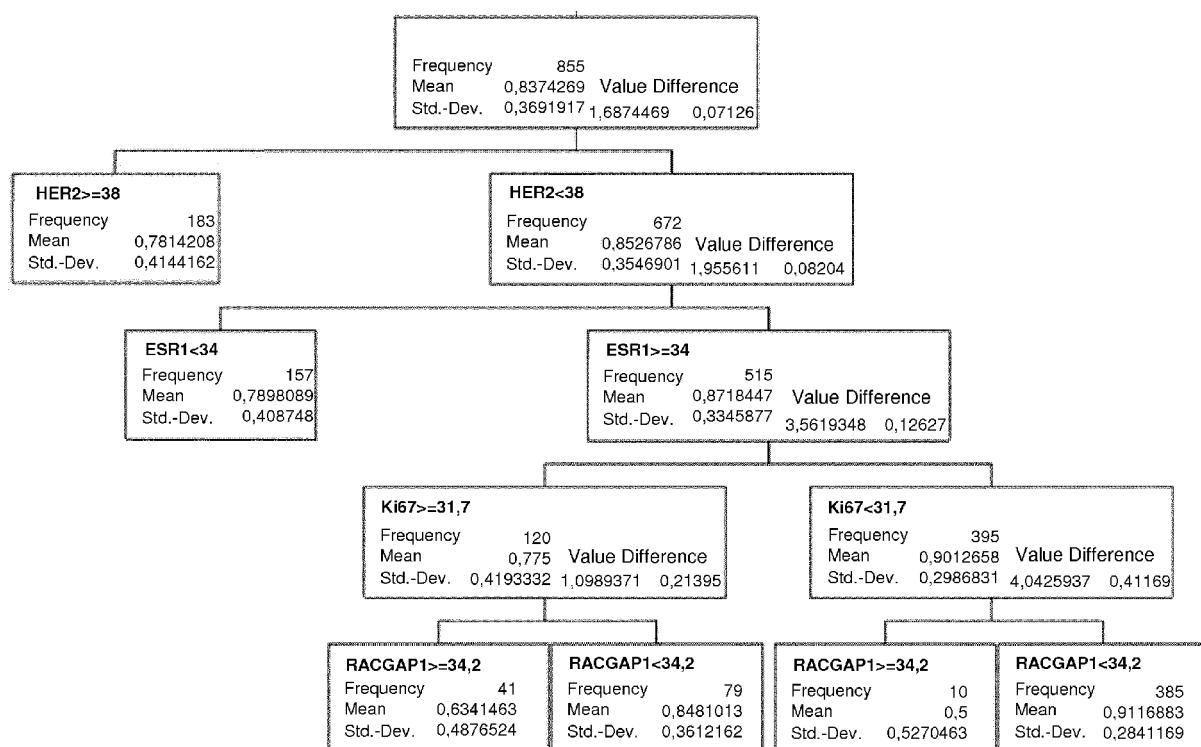 Frequency 855
Mean 0,8374269 Value Difference
Std.-Dev. 0,3691917 1,6874469 0,07126
HER2>=38
Frequency 183
Mean 0,7814208
Std.-Dev. 0,4144162
HER2<38
Frequency 672
Mean 0,8526786 Value Difference
Std.-Dev. 0,3546901 1,955611 0,08204
ESR1<34
Frequency 157
Mean 0,7898089
Std.-Dev. 0,408748
ESR1>=34
Frequency 515
Mean 0,8718447 Value Difference
Std.-Dev. 0,3345877 3,5619348 0,12627
Ki67>=31,7
Frequency 120
Mean 0,775 Value Difference
Std.-Dev. 0,4193332 1,0989371 0,21395
Ki67<31,7
Frequency 395
Mean 0,9012658 Value Difference
Std.-Dev. 0,2986831 4,0425937 0,41169
RACGAP1>=34,2
Frequency 41
Mean 0,6341463
Std.-Dev. 0,4876524
RACGAP1<34,2
Frequency 79
Mean 0,8481013
Std.-Dev. 0,3612162
RACGAP1>=34,2
Frequency 10
Mean 0,5
Std.-Dev. 0,5270463
RACGAP1<34,2
Frequency 385
Mean 0,9116883
Std.-Dev. 0,2841169